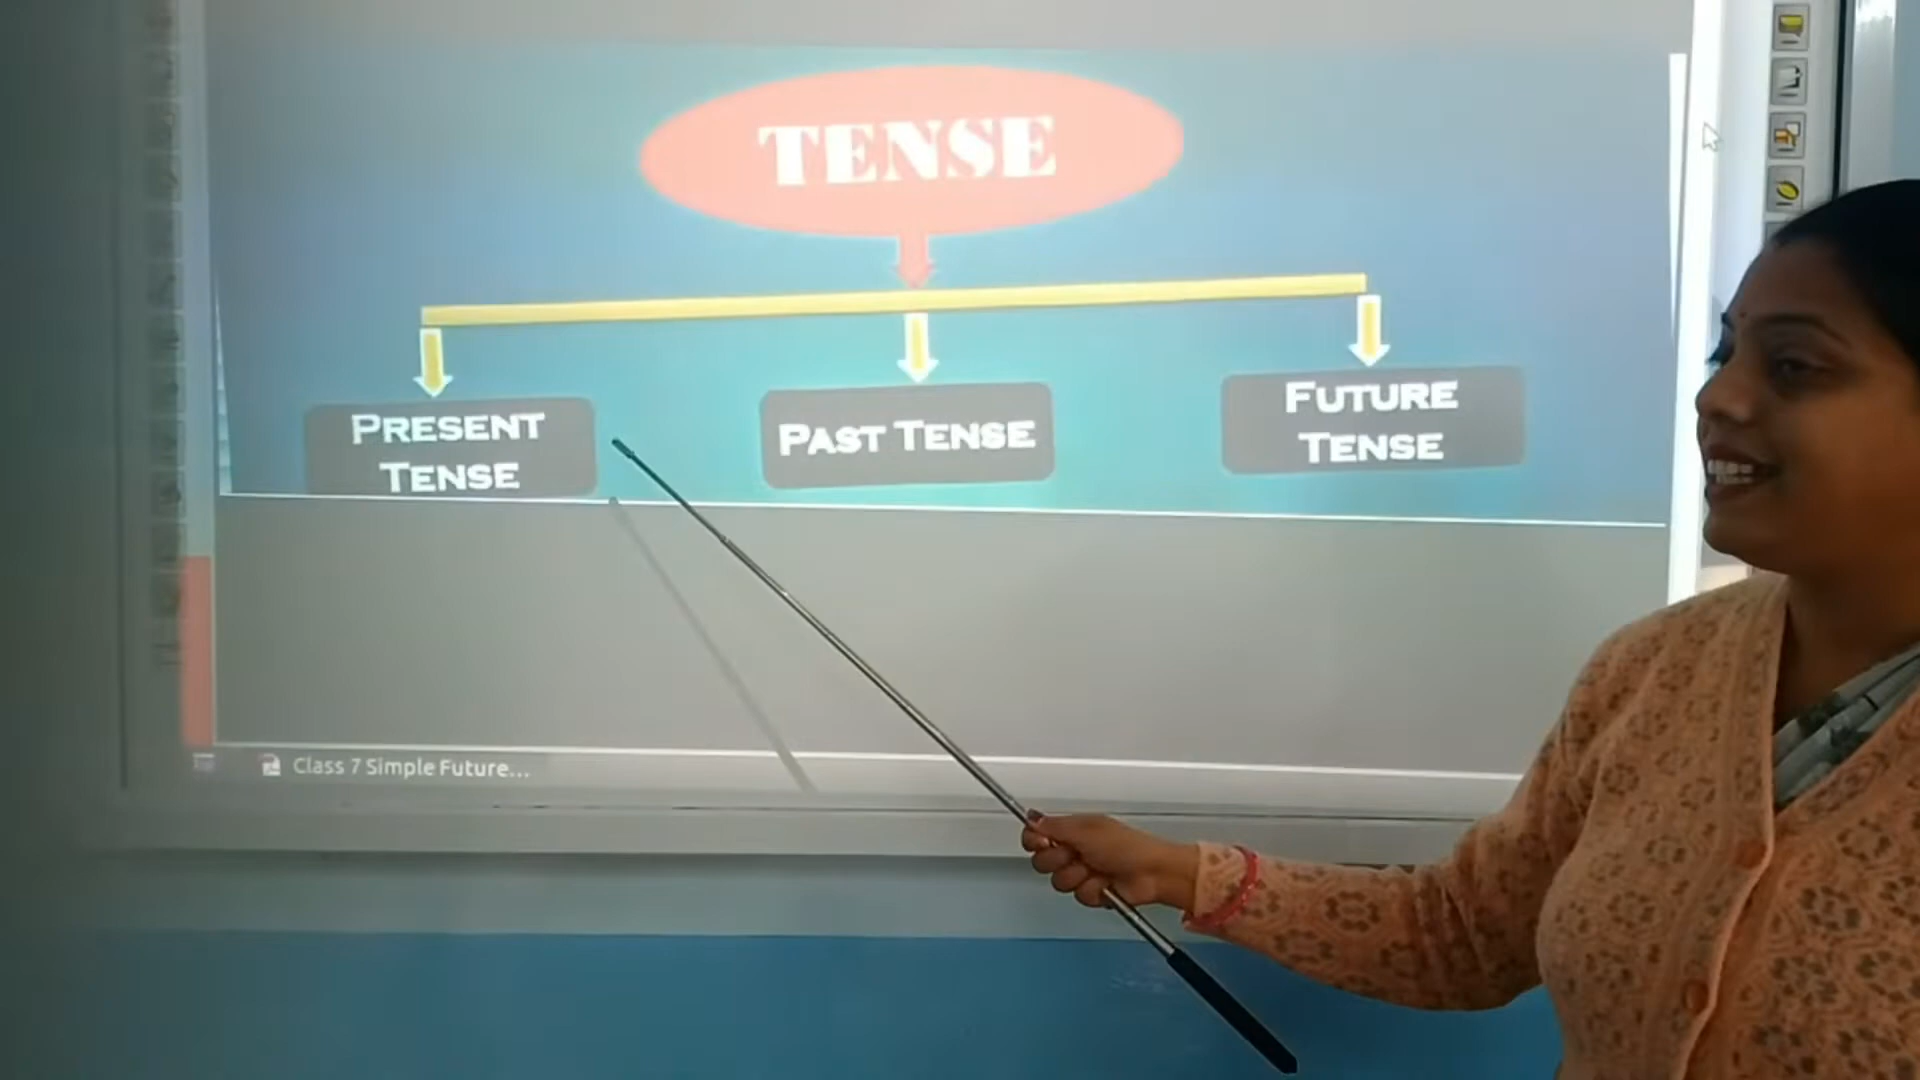 TENSE
PRESENT
TENSE
PAST TENSE
FUTURE
TENSE
Class 7 Simple Future...